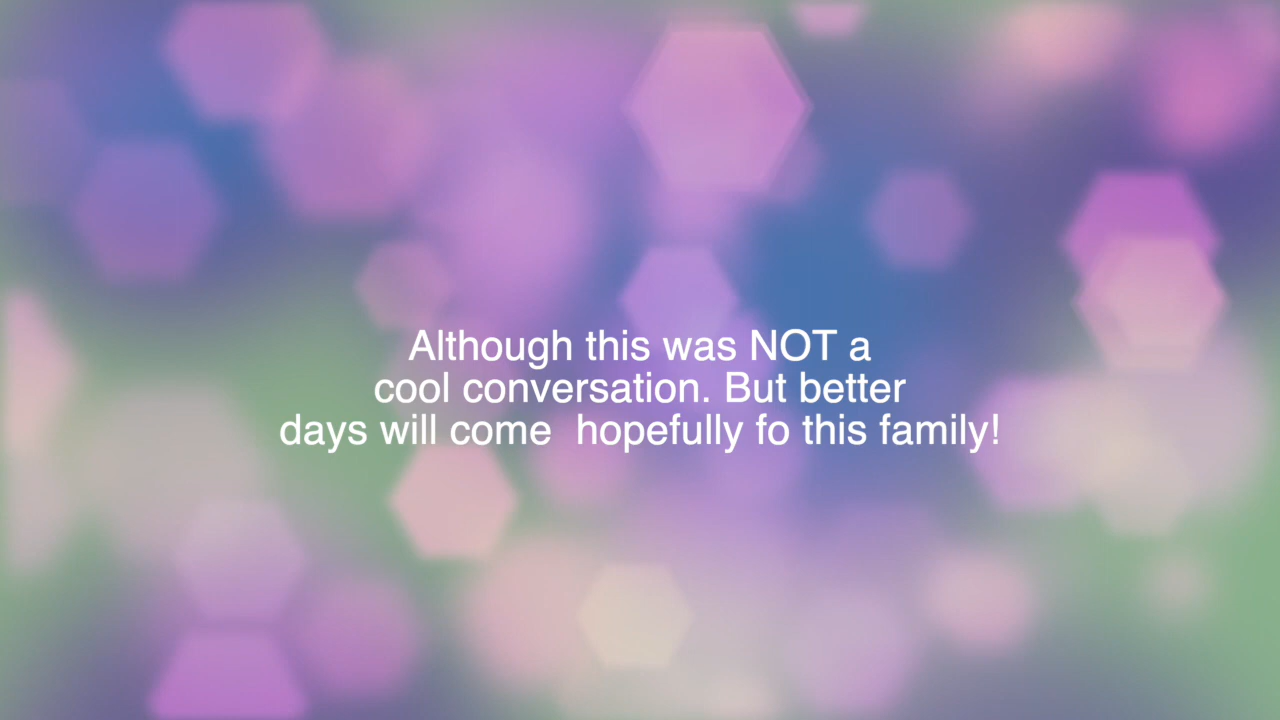 Although this was NOT a
cool conversation. But better
days will come  hopefully fo this family!